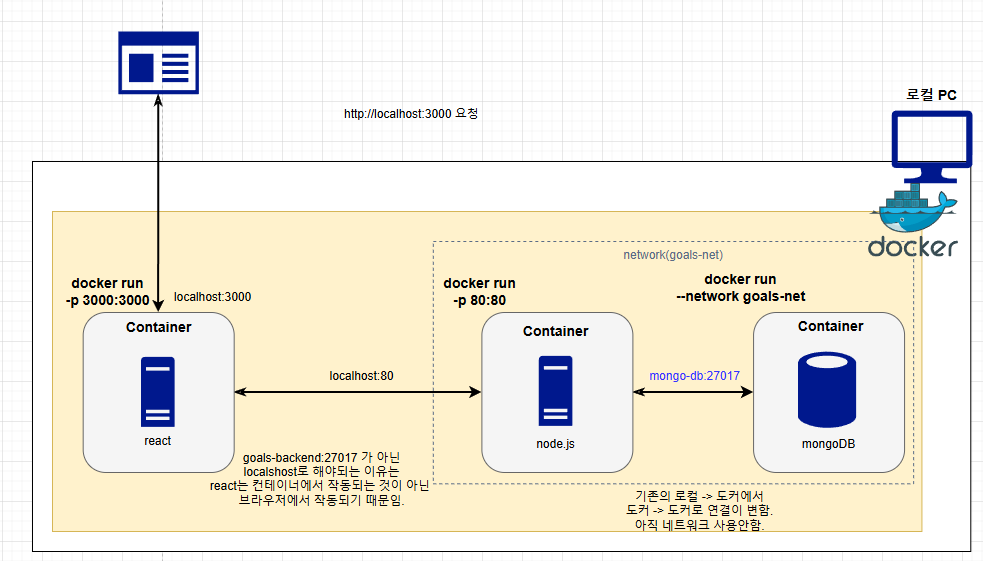 http://localhost:3000 요청
로컬 PC
docker
network(goals-net)
docker run
-p 3000:3000
localhost:3000
docker run
-p 80:80
docker run
--network goals-net
Container
react
localhost:80
Container
node.js
mongo-db:27017
Container
mongoDB
goals-backend:27017 가 아닌
localshost로 해야되는 이유는
react는 컨테이너에서 작동되는 것이 아닌
브라우저에서 작동되기 때문임.
기존의 로컬 -> 도커에서
도커 -> 도커로 연결이 변함.
아직 네트워크 사용안함.